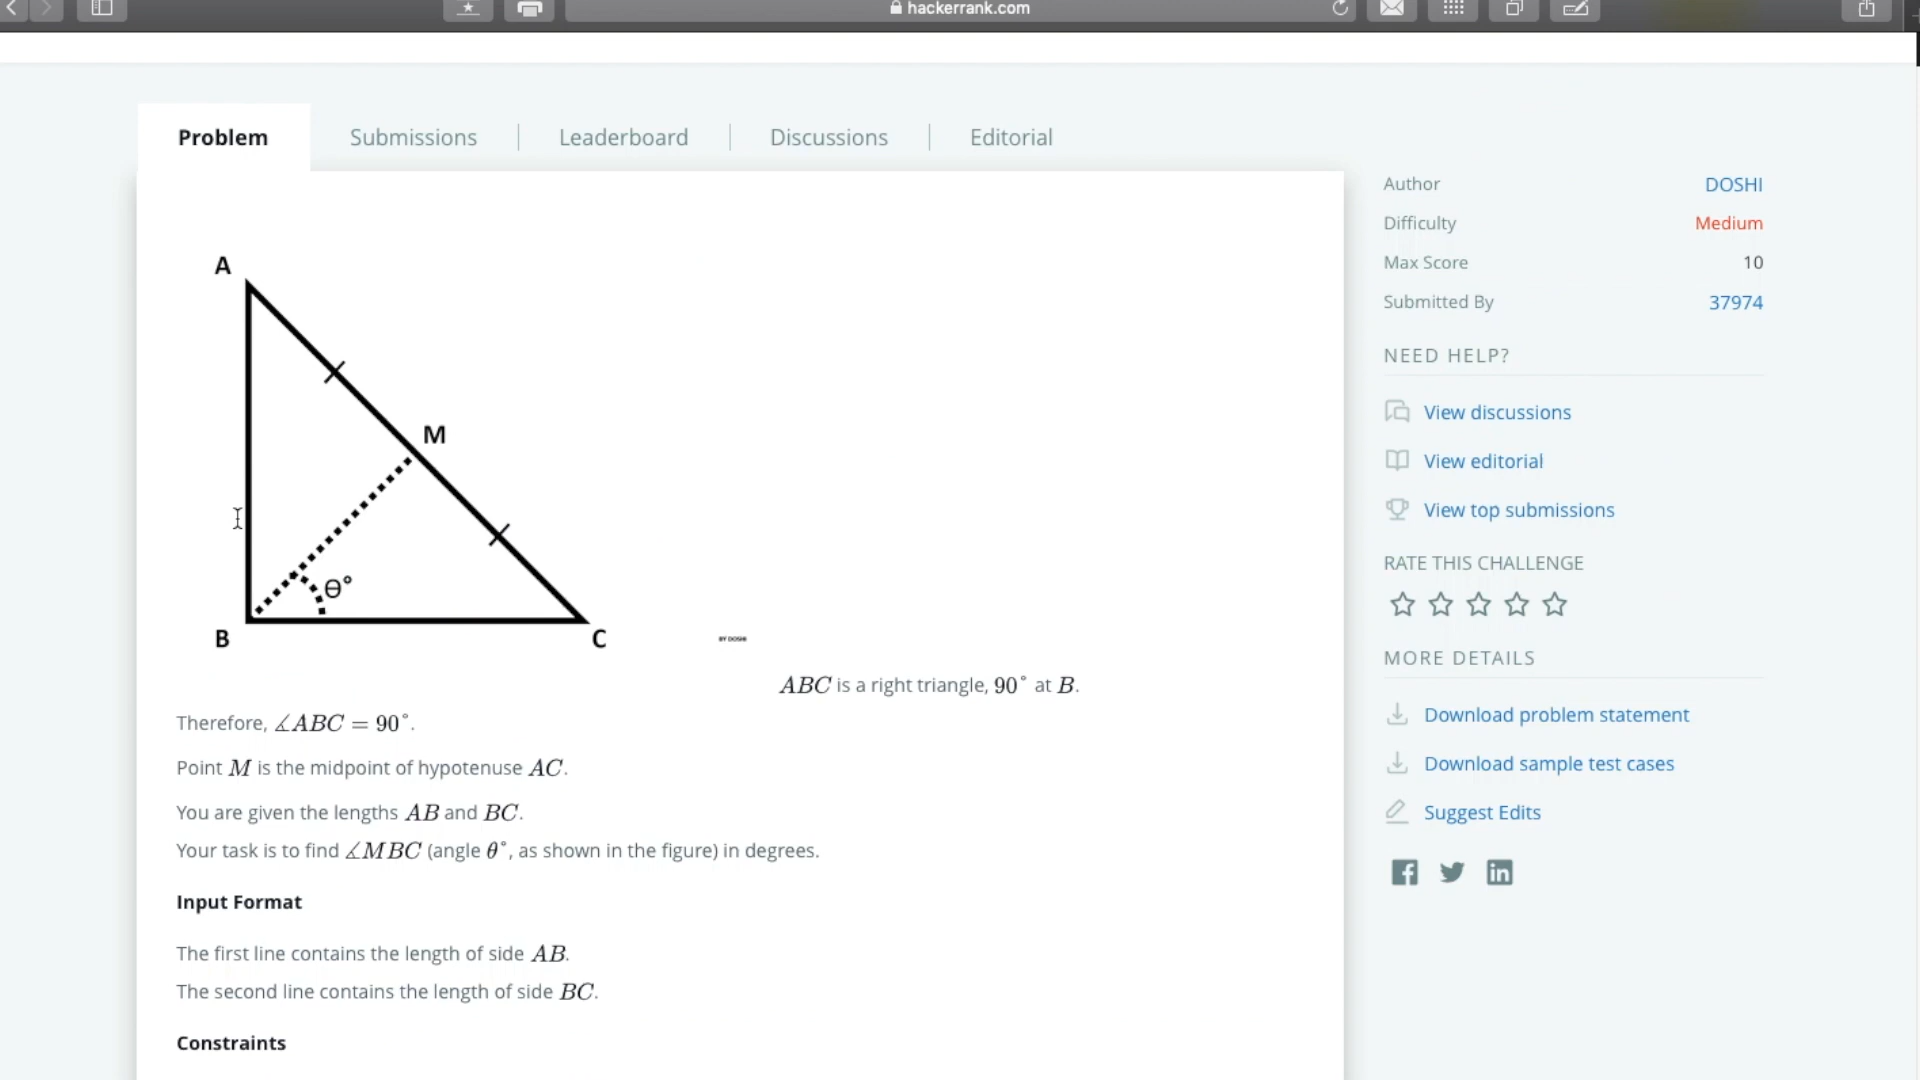 hackerrank.com
Problem
Submissions
Leaderboard
Discussions
Editorial
A
M
θ°
B
C
BY DOSHI
ABC is a right triangle, 90° at B.
Therefore, ∡ABC = 90°.
Point M is the midpoint of hypotenuse AC.
You are given the lengths AB and BC.
Your task is to find ∡MBC (angle θ°, as shown in the figure) in degrees.
Input Format
The first line contains the length of side AB.
The second line contains the length of side BC.
Constraints
Author DOSHI
Difficulty Medium
Max Score 10
Submitted By 37974
NEED HELP?
View discussions
View editorial
View top submissions
RATE THIS CHALLENGE
MORE DETAILS
Download problem statement
Download sample test cases
Suggest Edits